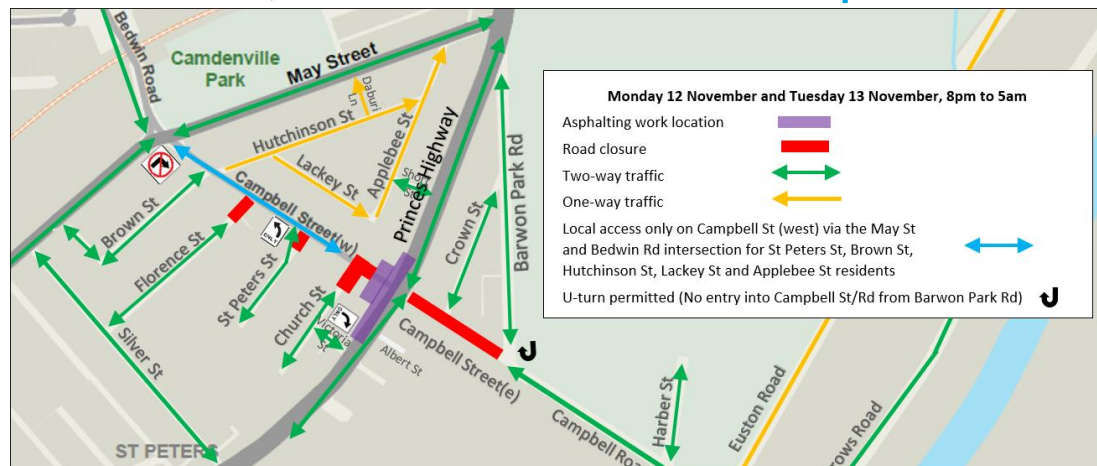 Bedwin Road
Camdenville
Park
May Street
Daburi
Ln
Hutchinson St
Lackey St
Applebee St
Princes Highway
Campbell Street(w)
Brown St
Florence St
ONLY
St Peters St
Church St
ONLY
Victoria
Albert St
Silver St
ST PETERS
Crown St
Barwon Park Rd
Campbell Street(e)
Campbell Roa
Harber St
Euston Road
rows Road
Monday 12 November and Tuesday 13 November, 8pm to 5am
Asphalting work location
Road closure
Two-way traffic
One-way traffic
Local access only on Campbell St (west) via the May St
and Bedwin Rd intersection for St Peters St, Brown St,
Hutchinson St, Lackey St and Applebee St residents
U-turn permitted (No entry into Campbell St/Rd from Barwon Park Rd)